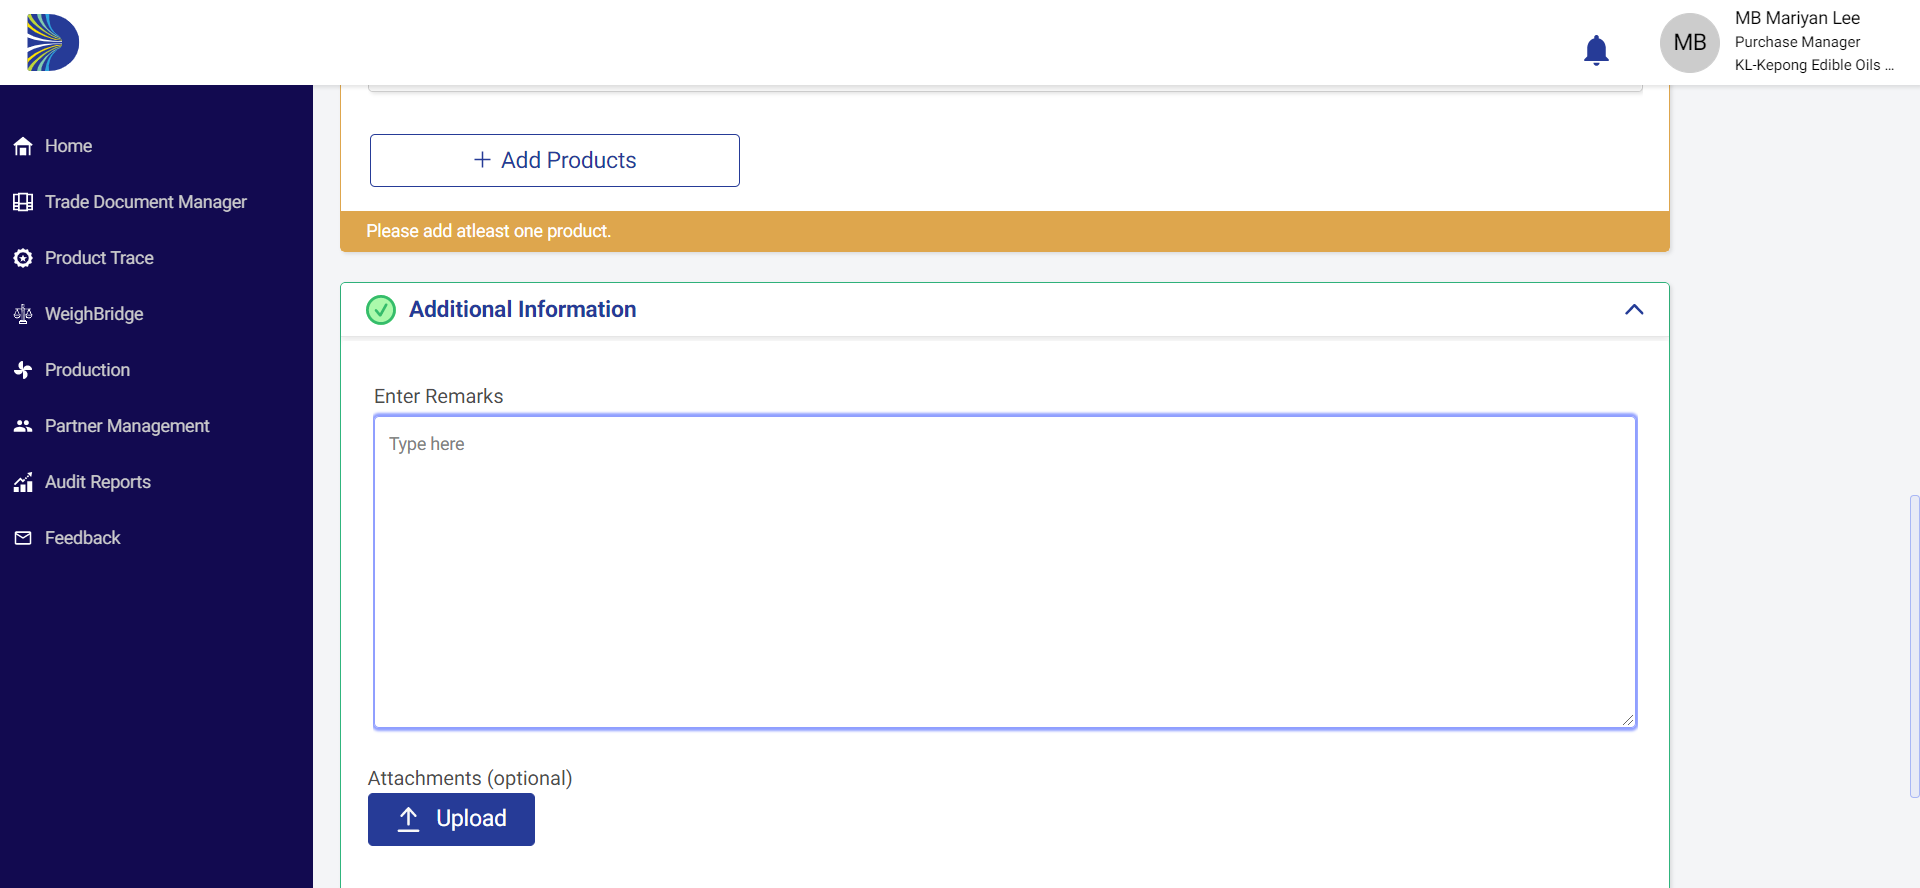 MB
MB Mariyan Lee
Purchase Manager
KL-Kepong Edible Oils ...
Home
Trade Document Manager
Product Trace
WeighBridge
Production
Partner Management
Audit Reports
Feedback
+ Add Products
Please add atleast one product.
Additional Information
Enter Remarks
Type here
Attachments (optional)
Upload